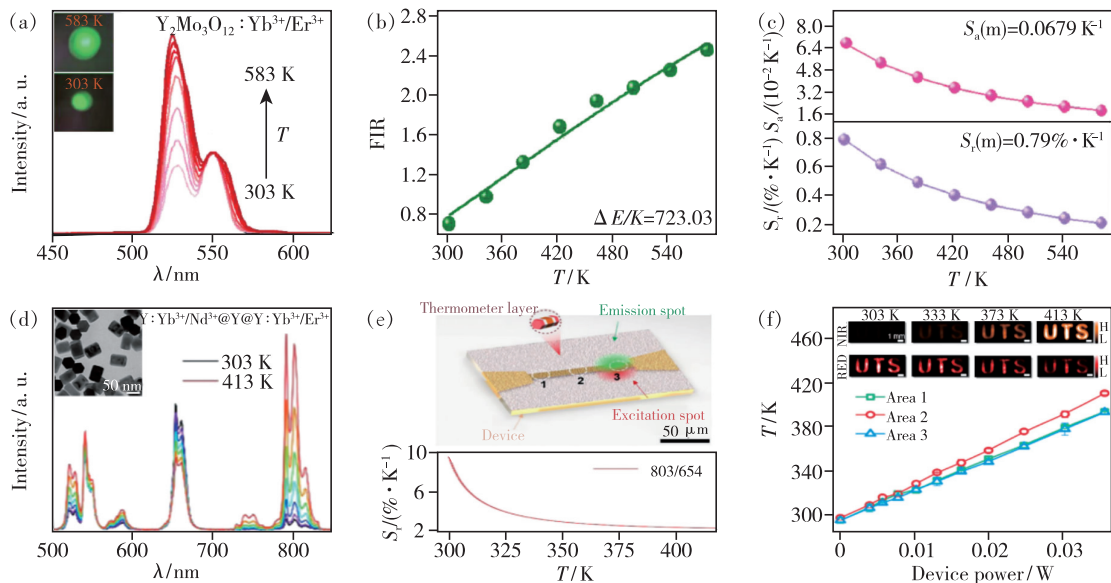 (a)
583 K
303 K
Y₂Mo₃O₁₂∶Yb³⁺/Er³⁺
583 K
T
303 K
Intensity/a. u.
450 500 550 600
λ/nm
(b)
FIR
2.8
2.4
2.0
1.6
1.2
0.8
ΔE/K=723.03
300 360 420 480 540
T/K
(c)
Sₐ(m)=0.0679 K⁻¹
Sₐ/(10⁻² K⁻¹)
8.0
6.4
4.8
3.2
1.6
Sᵣ(m)=0.79%·K⁻¹
Sᵣ/(%·K⁻¹)
0.8
0.6
0.4
0.2
300 360 420 480 540
T/K
(d)
Y∶Yb³⁺/Nd³⁺@Y@Y∶Yb³⁺/Er³⁺
50 nm
303 K
413 K
Intensity/a. u.
500 600 700 800
λ/nm
(e)
Thermometer layer
Emission spot
1 2 3
Excitation spot
Device
50 μm
Sᵣ/(%·K⁻¹)
10
6
2
803/654
300 350 400
T/K
(f)
303 K 333 K 373 K 413 K
NIR
1 mm
UTS UTS UTS
H
L
RED
UTS UTS UTS UTS
H
L
Area 1
Area 2
Area 3
T/K
460
420
380
340
300
0 0.01 0.02 0.03
Device power/W